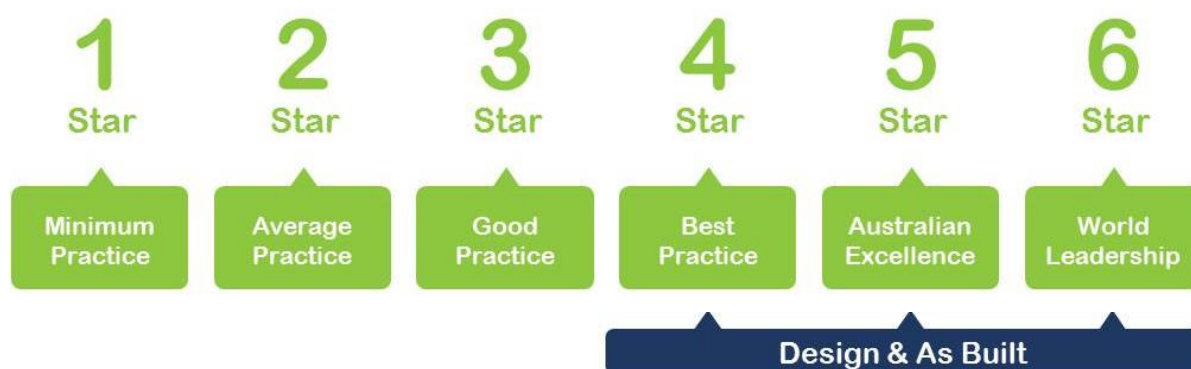 1 2 3 4 5 6
Star Star Star Star Star Star
Minimum Practice
Average Practice
Good Practice
Best Practice
Australian Excellence
World Leadership
Design & As Built